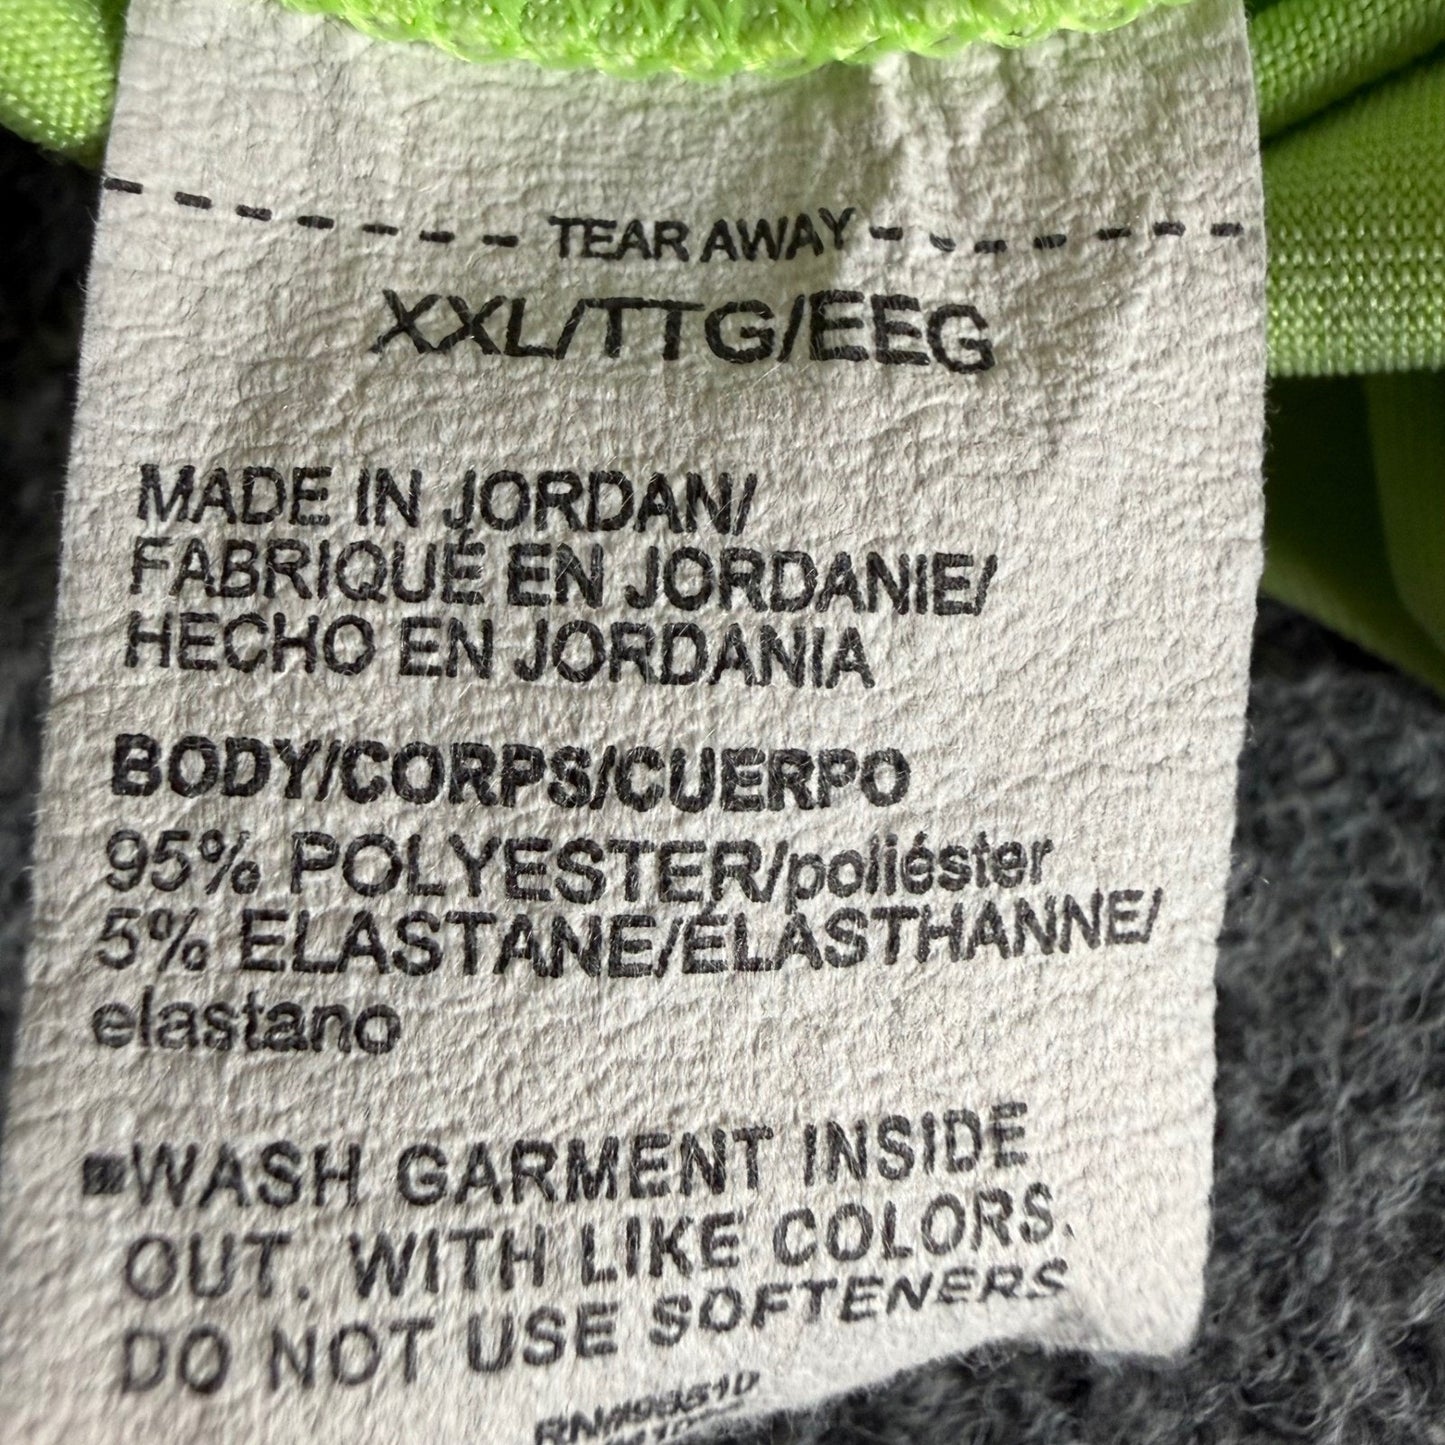 TEAR AWAY
XXL/TTG/EEG
MADE IN JORDAN/
FABRIQUÉ EN JORDANIE/
HECHO EN JORDANIA
BODY/CORPS/CUERPO
95% POLYESTER/poliéster
5% ELASTANE/ÉLASTHANNE/
elastano
▪WASH GARMENT INSIDE
OUT. WITH LIKE COLORS.
DO NOT USE SOFTENERS